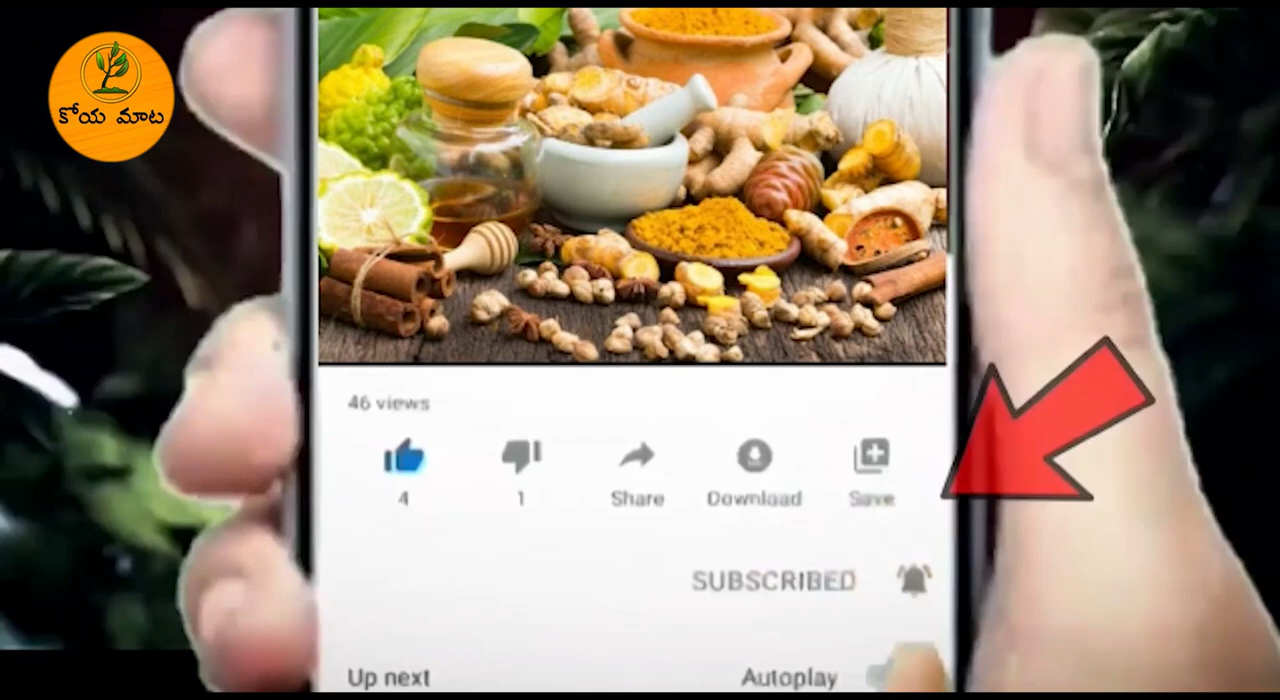 కోయ మాట
46 views
4
1
Share
Download
Save
SUBSCRIBED
Up next
Autoplay